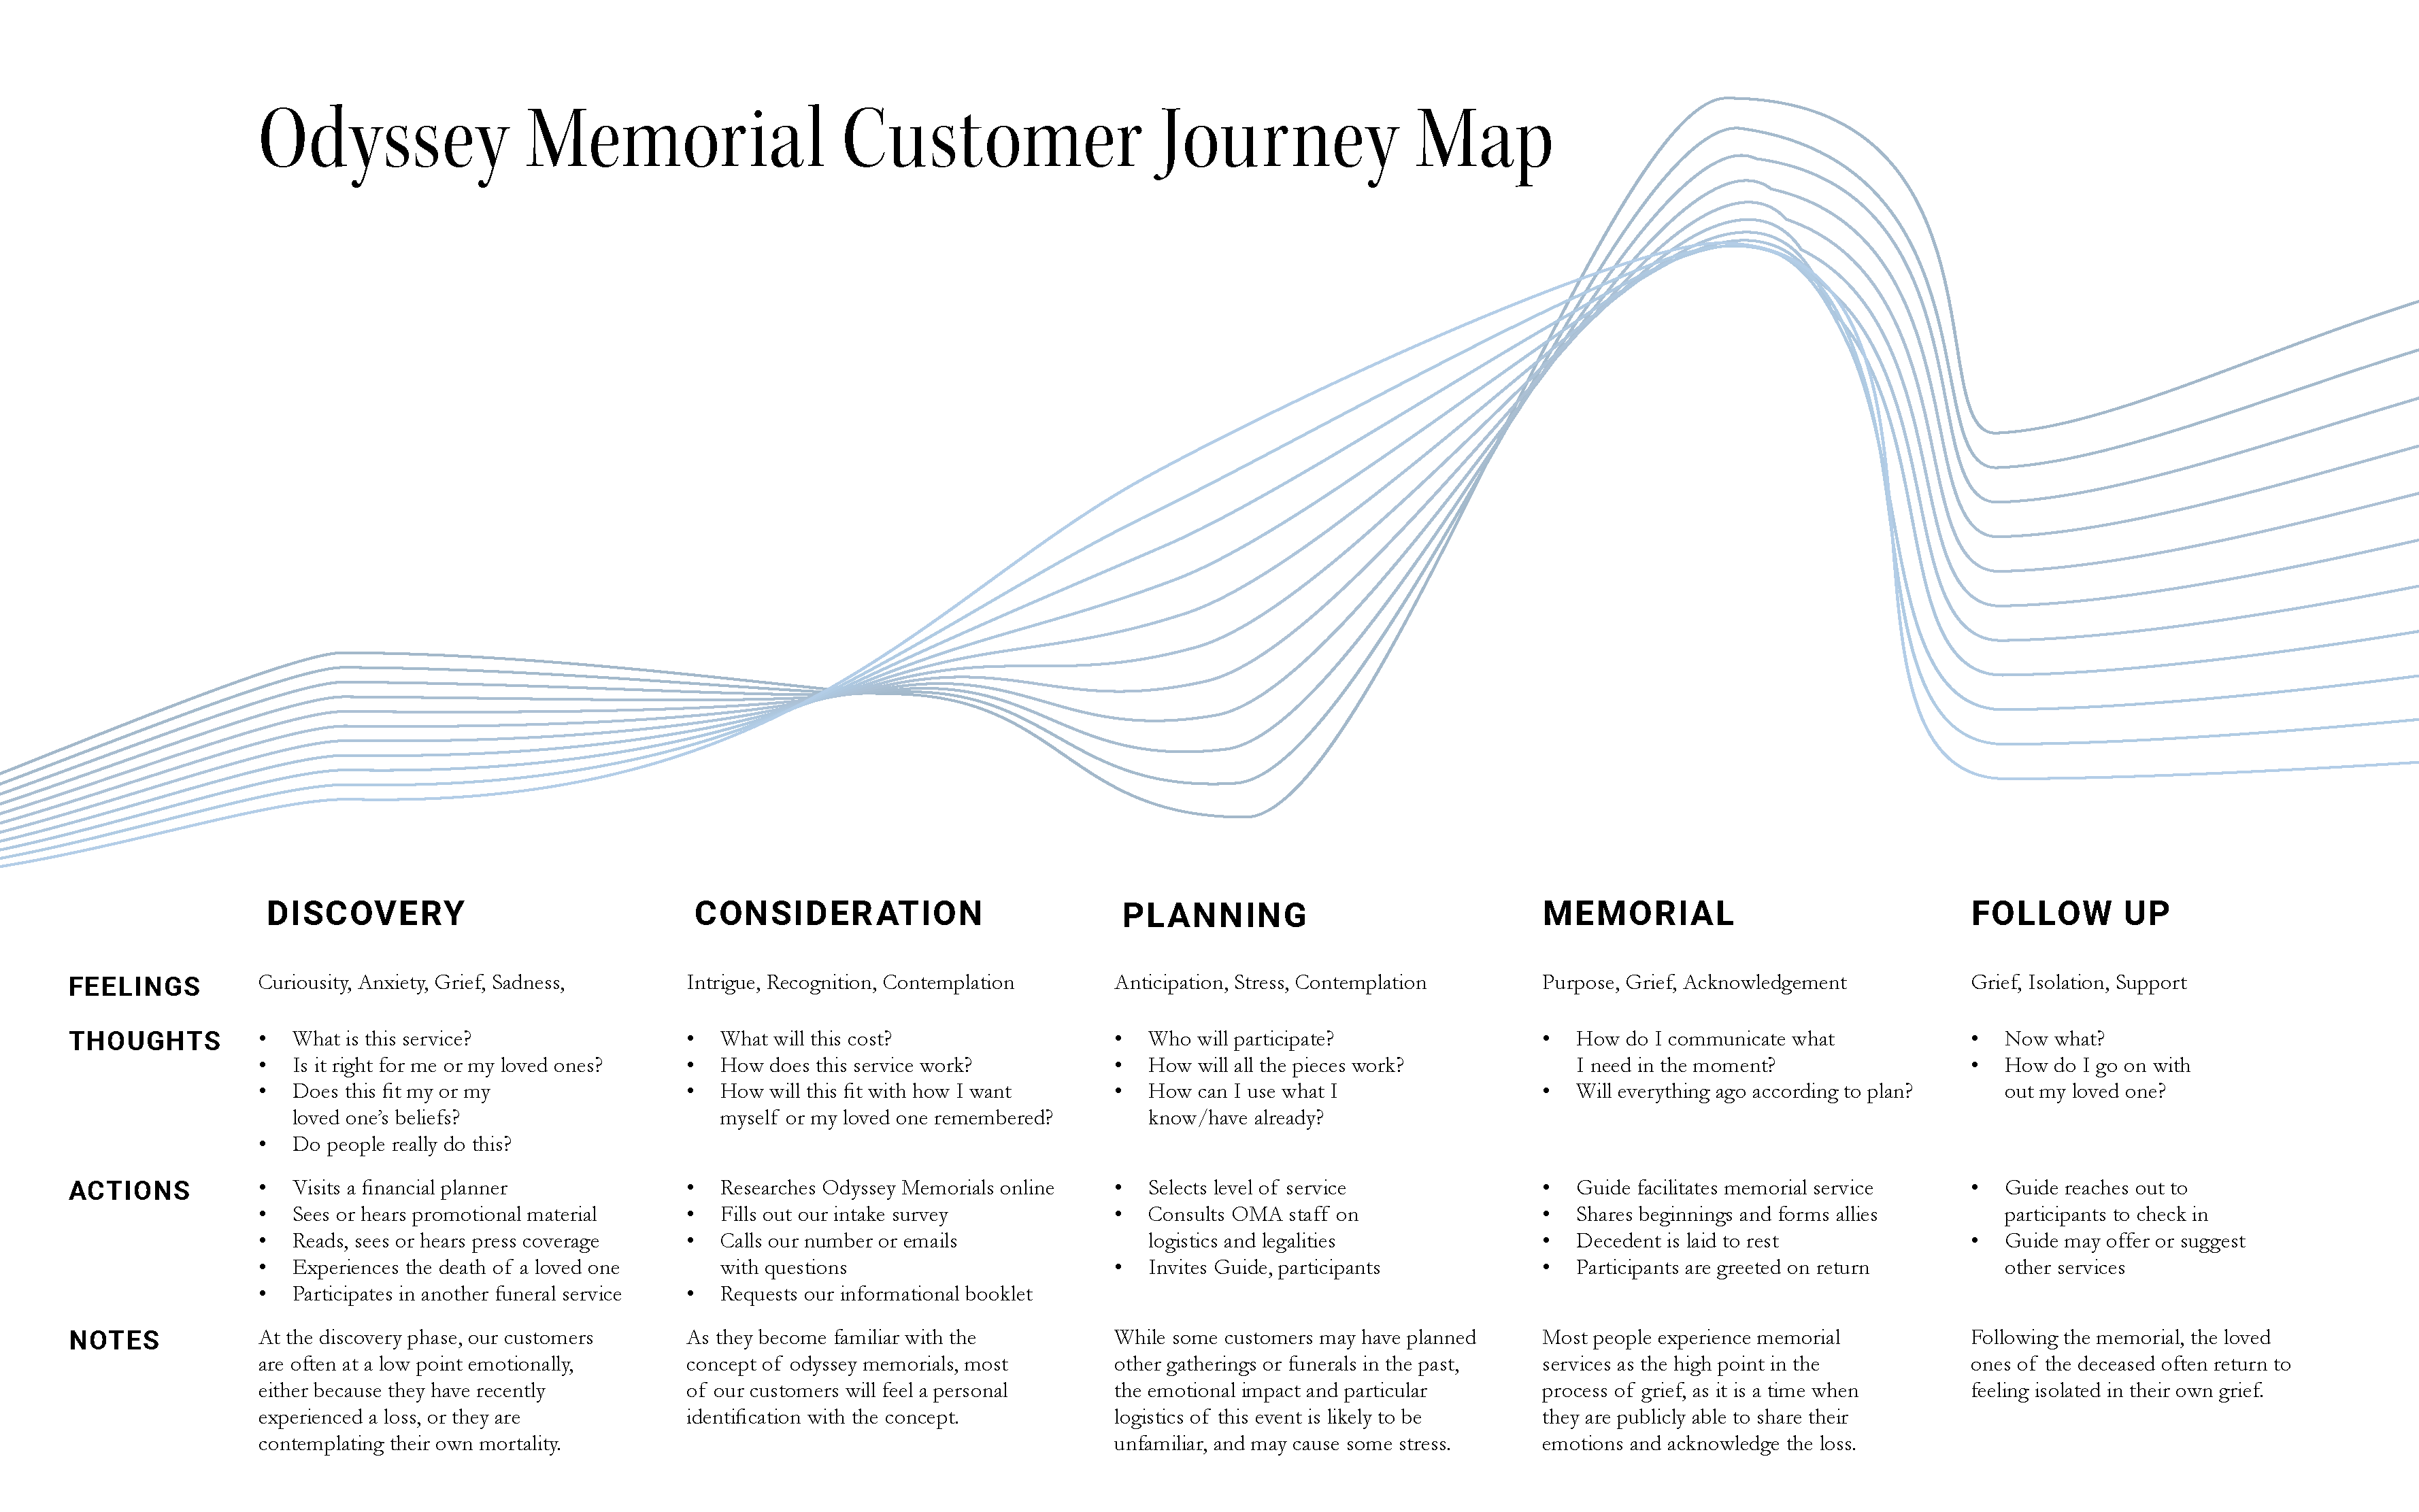 Odyssey Memorial Customer Journey Map
DISCOVERY
CONSIDERATION
PLANNING
MEMORIAL
FOLLOW UP
FEELINGS
Curiousity, Anxiety, Grief, Sadness,
Intrigue, Recognition, Contemplation
Anticipation, Stress, Contemplation
Purpose, Grief, Acknowledgement
Grief, Isolation, Support
THOUGHTS
• What is this service?
• Is it right for me or my loved ones?
• Does this fit my or my
loved one's beliefs?
• Do people really do this?
• What will this cost?
• How does this service work?
• How will this fit with how I want
myself or my loved one remembered?
• Who will participate?
• How will all the pieces work?
• How can I use what I
know/have already?
• How do I communicate what
I need in the moment?
• Will everything ago according to plan?
• Now what?
• How do I go on with
out my loved one?
ACTIONS
• Visits a financial planner
• Sees or hears promotional material
• Reads, sees or hears press coverage
• Experiences the death of a loved one
• Participates in another funeral service
• Researches Odyssey Memorials online
• Fills out our intake survey
• Calls our number or emails
with questions
• Requests our informational booklet
• Selects level of service
• Consults OMA staff on
logistics and legalities
• Invites Guide, participants
• Guide facilitates memorial service
• Shares beginnings and forms allies
• Decedent is laid to rest
• Participants are greeted on return
• Guide reaches out to
participants to check in
• Guide may offer or suggest
other services
NOTES
At the discovery phase, our customers
are often at a low point emotionally,
either because they have recently
experienced a loss, or they are
contemplating their own mortality.
As they become familiar with the
concept of odyssey memorials, most
of our customers will feel a personal
identification with the concept.
While some customers may have planned
other gatherings or funerals in the past,
the emotional impact and particular
logistics of this event is likely to be
unfamiliar, and may cause some stress.
Most people experience memorial
services as the high point in the
process of grief, as it is a time when
they are publicly able to share their
emotions and acknowledge the loss.
Following the memorial, the loved
ones of the deceased often return to
feeling isolated in their own grief.